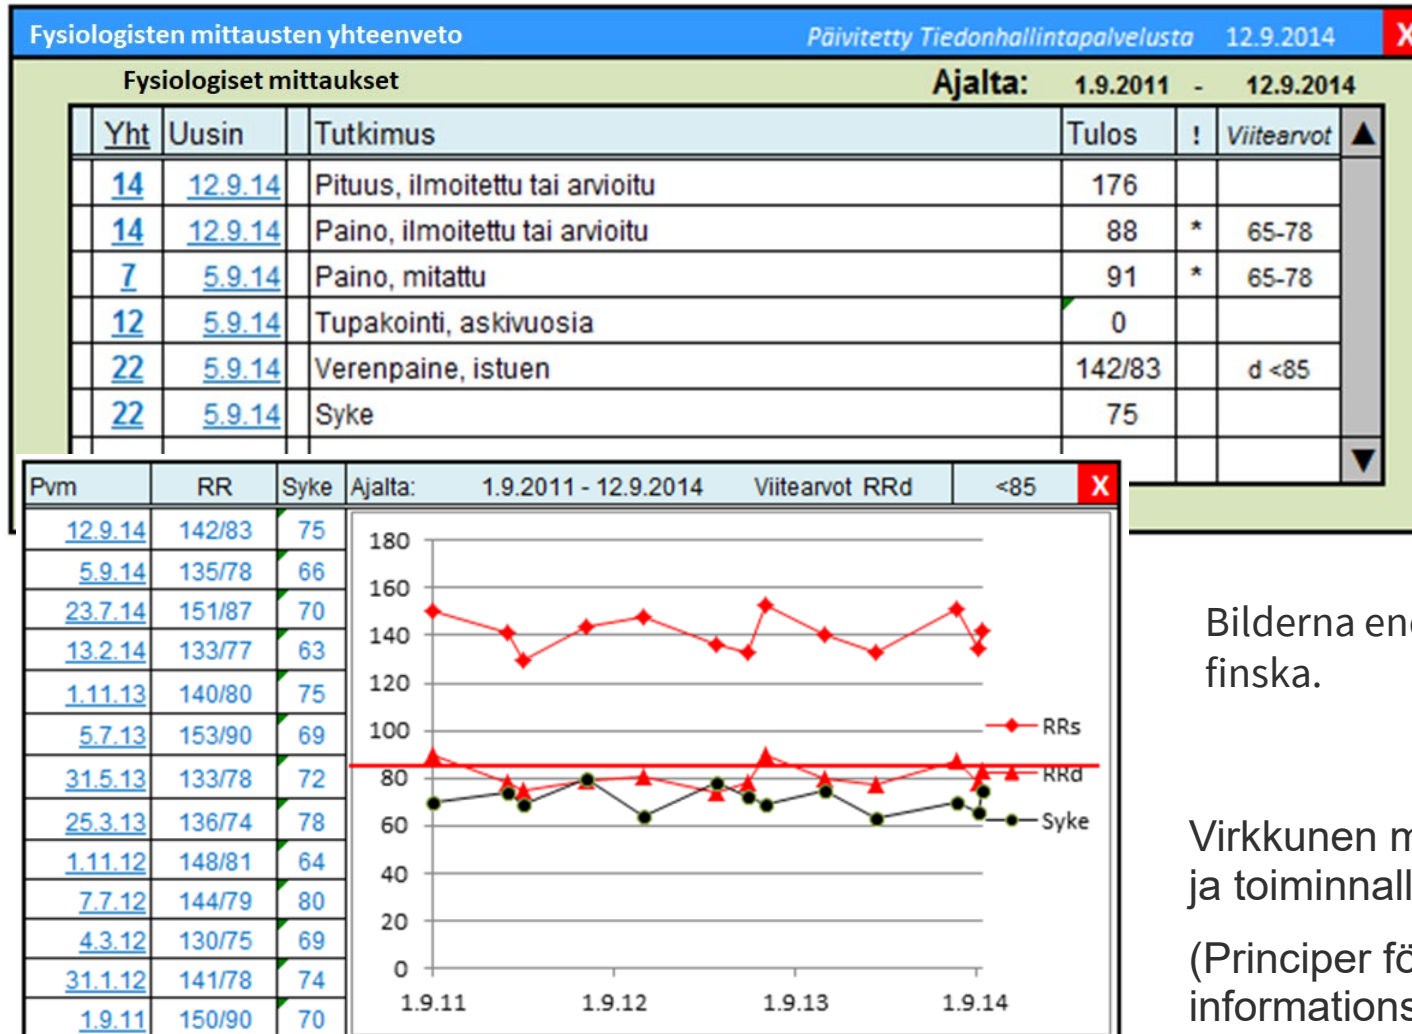 Fysiologisten mittausten yhteenveto Päivitetty Tiedonhallintapalvelusta 12.9.2014 X
Fysiologiset mittaukset Ajalta: 1.9.2011 - 12.9.2014
Yht Uusin Tutkimus Tulos ! Viitearvot ▲
14 12.9.14 Pituus, ilmoitettu tai arvioitu 176
14 12.9.14 Paino, ilmoitettu tai arvioitu 88 * 65-78
7 5.9.14 Paino, mitattu 91 * 65-78
12 5.9.14 Tupakointi, askivuosia 0
22 5.9.14 Verenpaine, istuen 142/83 d <85
22 5.9.14 Syke 75
▼
Pvm RR Syke Ajalta: 1.9.2011 - 12.9.2014 Viitearvot RRd <85 X
12.9.14 142/83 75
5.9.14 135/78 66
23.7.14 151/87 70
13.2.14 133/77 63
1.11.13 140/80 75
5.7.13 153/90 69
31.5.13 133/78 72
25.3.13 136/74 78
1.11.12 148/81 64
7.7.12 144/79 80
4.3.12 130/75 69
31.1.12 141/78 74
1.9.11 150/90 70
180
160
140
120
100
80
60
40
20
0
1.9.11 1.9.12 1.9.13 1.9.14
RRs
RRd
Syke
Bilderna
finska.
Virkkunen
ja
(Principer